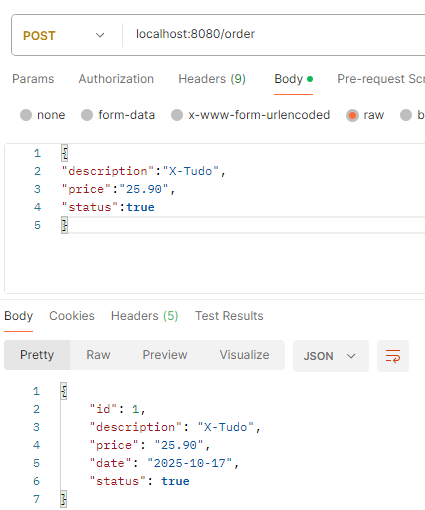 POST localhost:8080/order
Params Authorization Headers (9) Body Pre-request Scr
none form-data x-www-form-urlencoded raw b
1 {
2 "description":"X-Tudo",
3 "price":"25.90",
4 "status":true
5 }
Body Cookies Headers (5) Test Results
Pretty Raw Preview Visualize JSON
1 {
2 "id": 1,
3 "description": "X-Tudo",
4 "price": "25.90",
5 "date": "2025-10-17",
6 "status": true
7 }